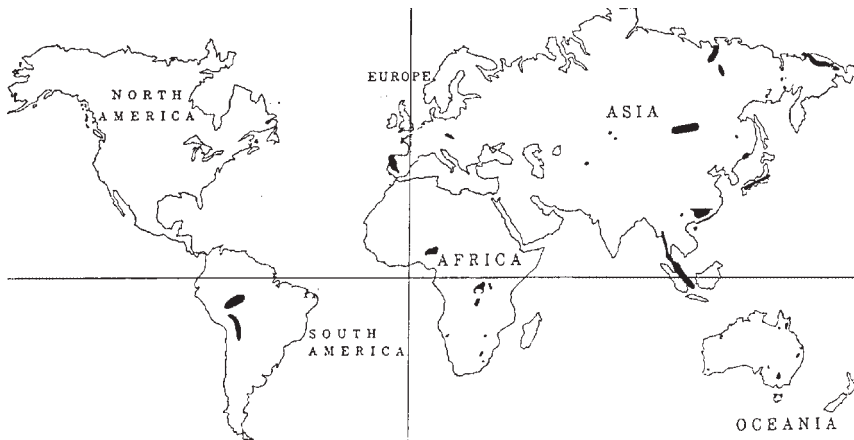 NORTH
AMERICA
EUROPE
ASIA
AFRICA
SOUTH
AMERICA
OCEANIA